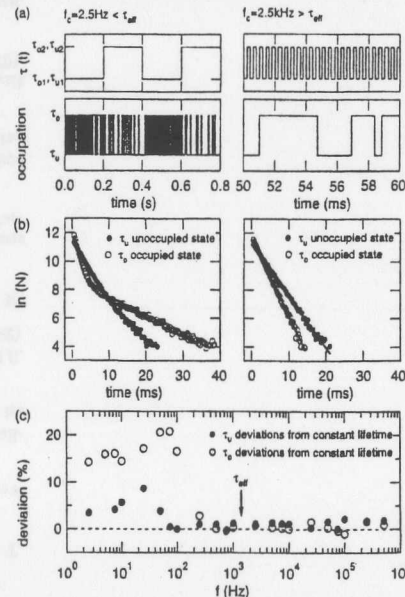 (a) f_c=2.5Hz < τ_eff f_c=2.5kHz > τ_eff
τ_o2,τ_u2
τ_o1,τ_u1
τ (t)
τ_o
τ_u
occupation
0.0 0.2 0.4 0.6 0.8 50 52 54 56 58 60
time (s) time (ms)
(b)
12
10
8
6
4
ln (N)
● τ_u unoccupied state
○ τ_o occupied state
● τ_u unoccupied state
○ τ_o occupied state
0 10 20 30 40 0 10 20 30 40
time (ms) time (ms)
(c)
20
10
0
deviation (%)
● τ_u deviations from constant lifetime
○ τ_o deviations from constant lifetime
τ_eff
10^0 10^1 10^2 10^3 10^4 10^5 10^6
f (Hz)